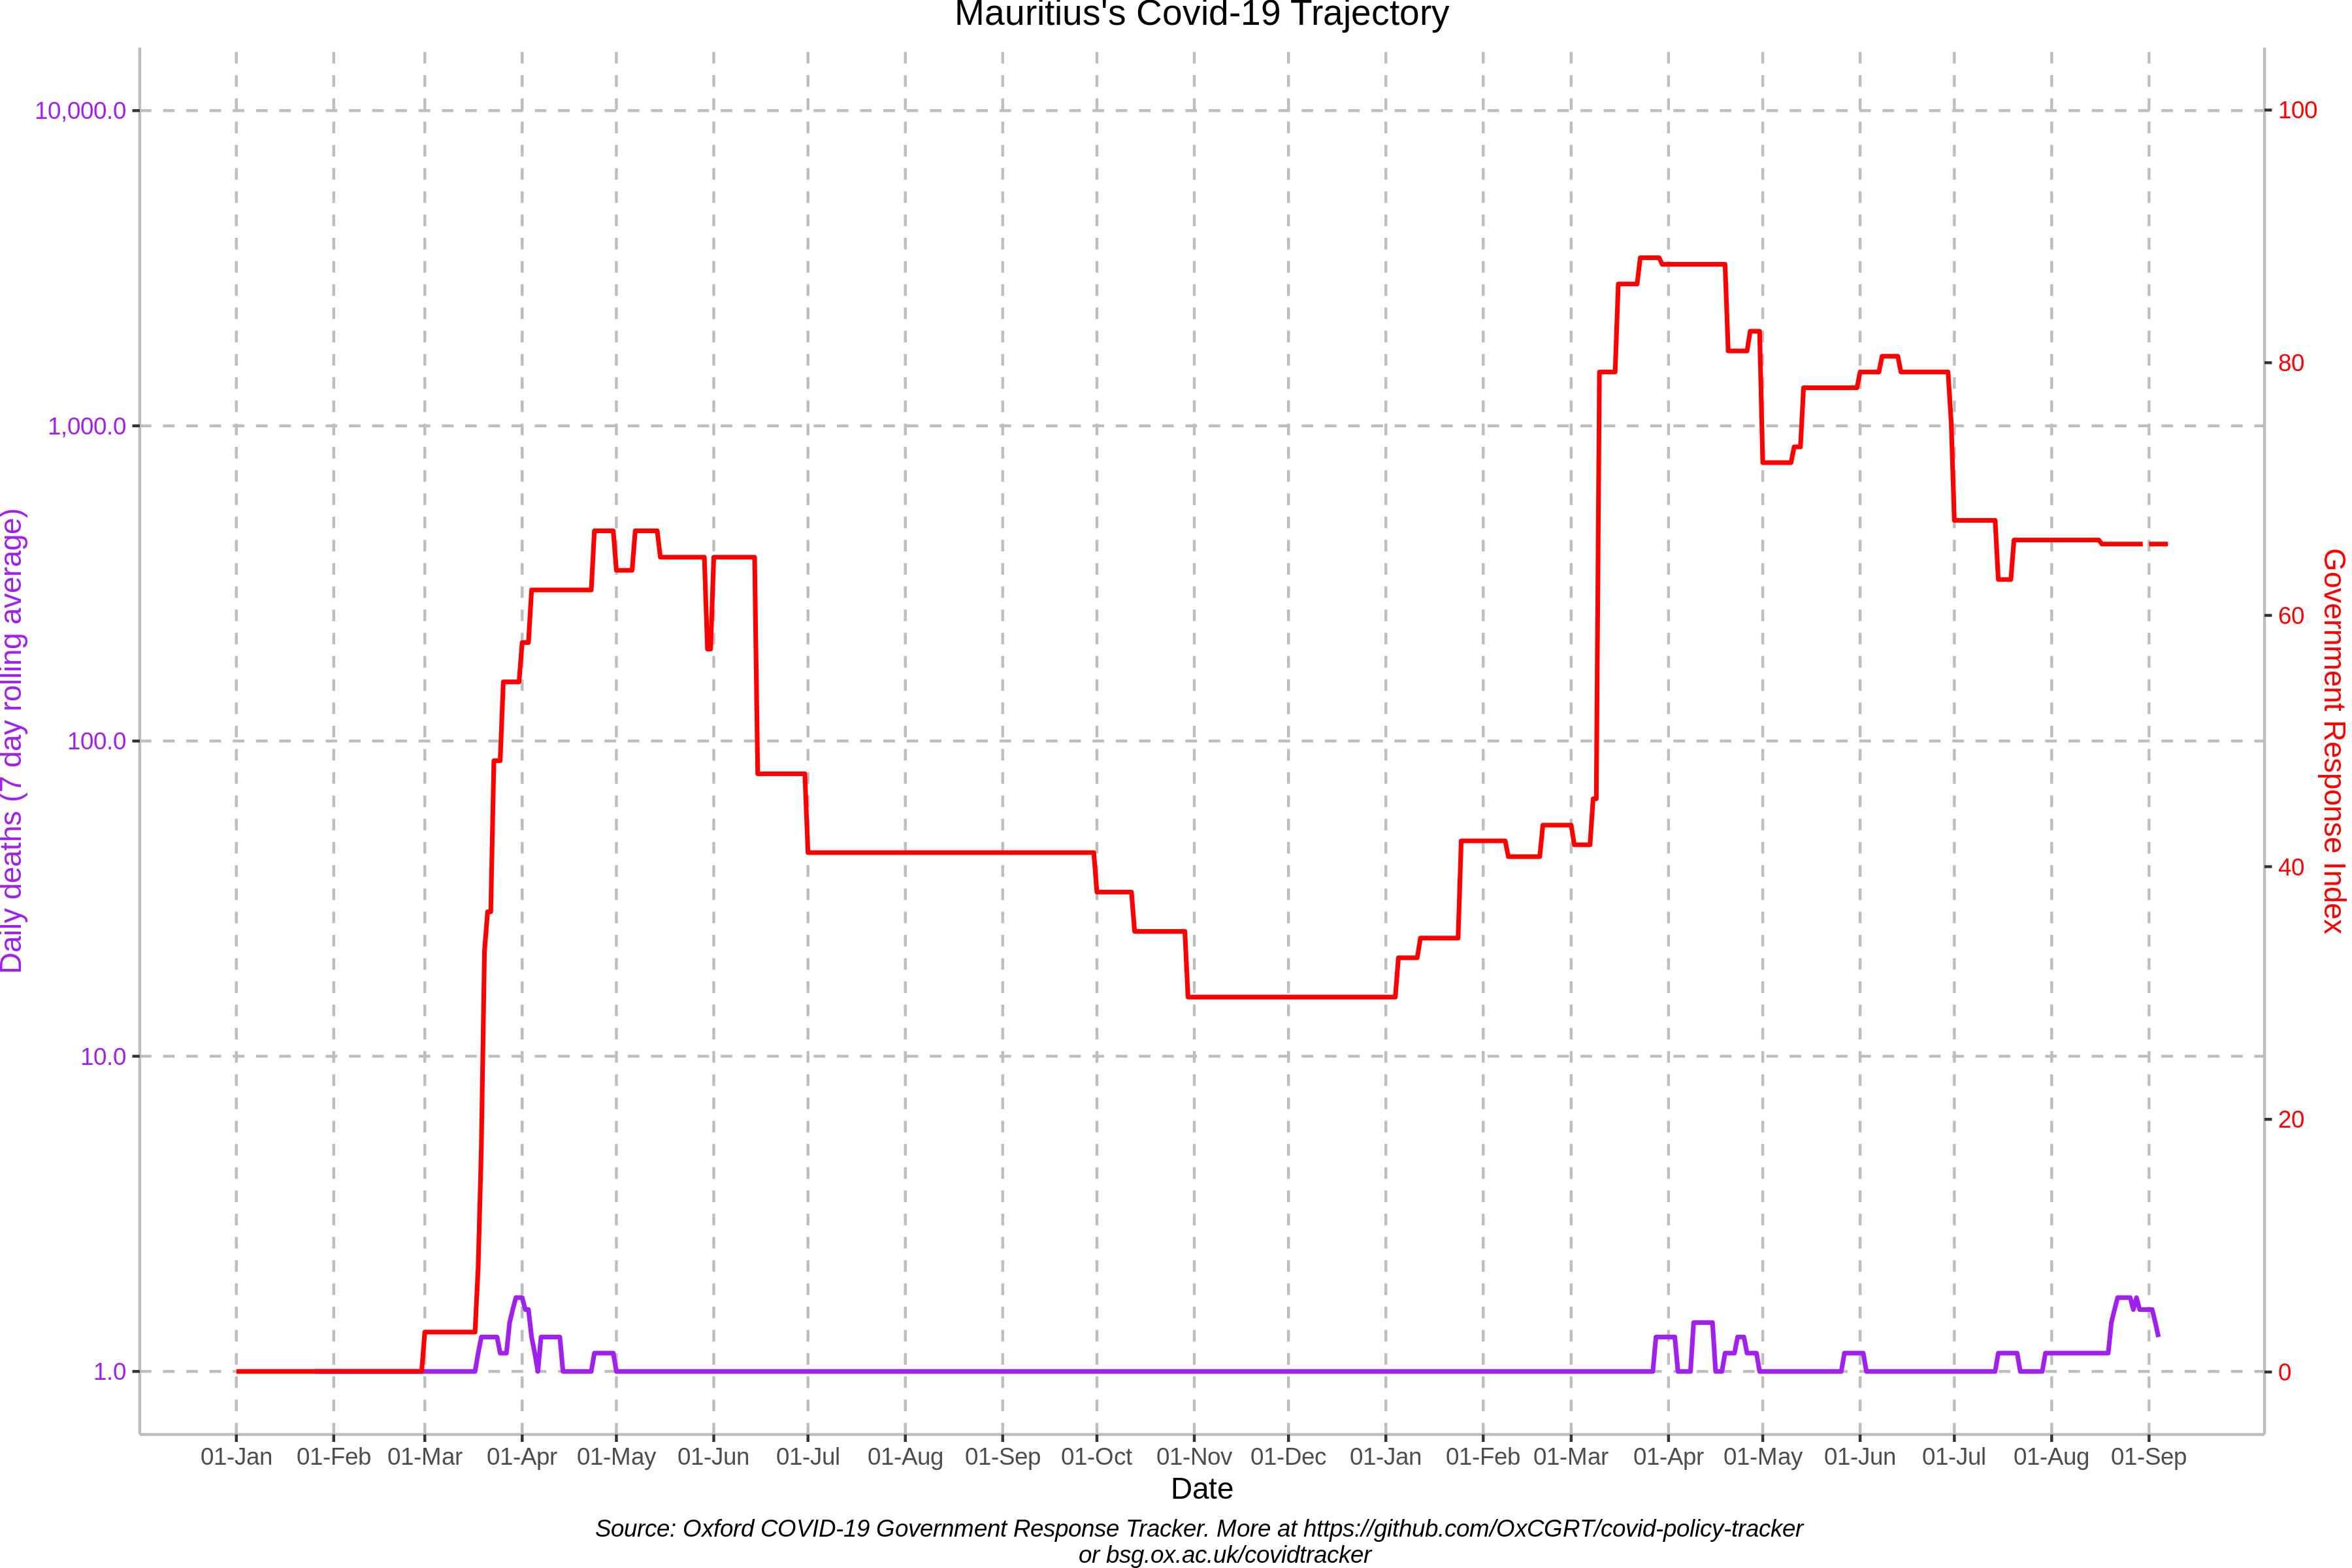 Mauritius's Covid-19 Trajectory
10,000.0
1,000.0
100.0
10.0
1.0
Daily deaths (7 day rolling average)
100
80
60
40
20
0
Government Response Index
01-Jan 01-Feb 01-Mar 01-Apr 01-May 01-Jun 01-Jul 01-Aug 01-Sep 01-Oct 01-Nov 01-Dec 01-Jan 01-Feb 01-Mar 01-Apr 01-May 01-Jun 01-Jul 01-Aug 01-Sep
Date
Source: Oxford COVID-19 Government Response Tracker. More at https://github.com/OxCGRT/covid-policy-tracker
or bsg.ox.ac.uk/covidtracker